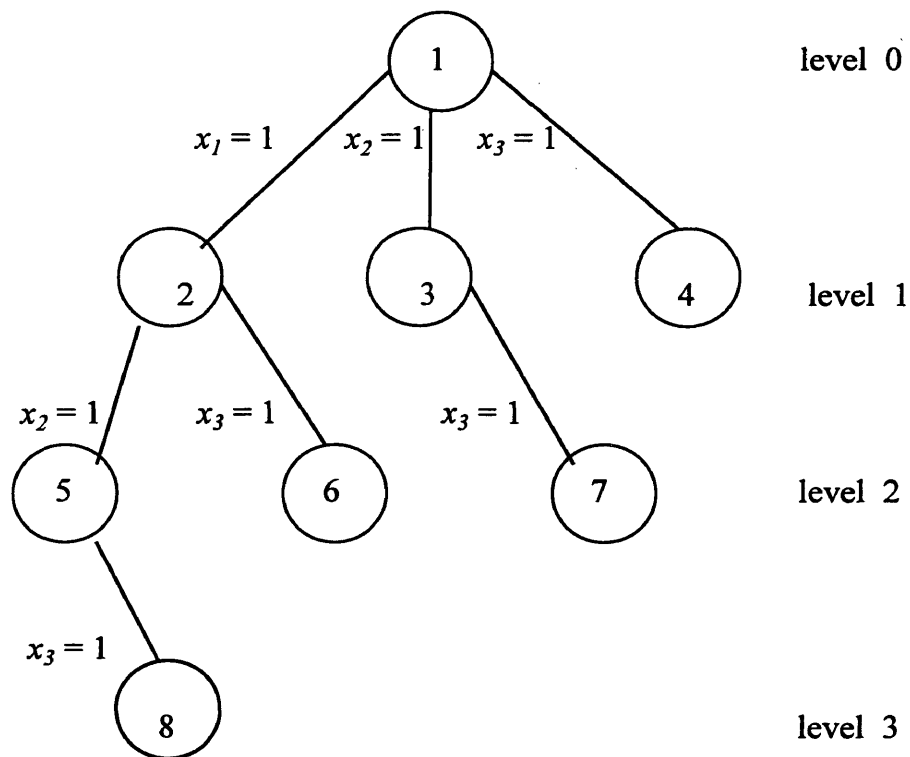 1 level 0
x₁ = 1 x₂ = 1 x₃ = 1
2 3 4 level 1
x₂ = 1 x₃ = 1 x₃ = 1
5 6 7 level 2
x₃ = 1
8 level 3